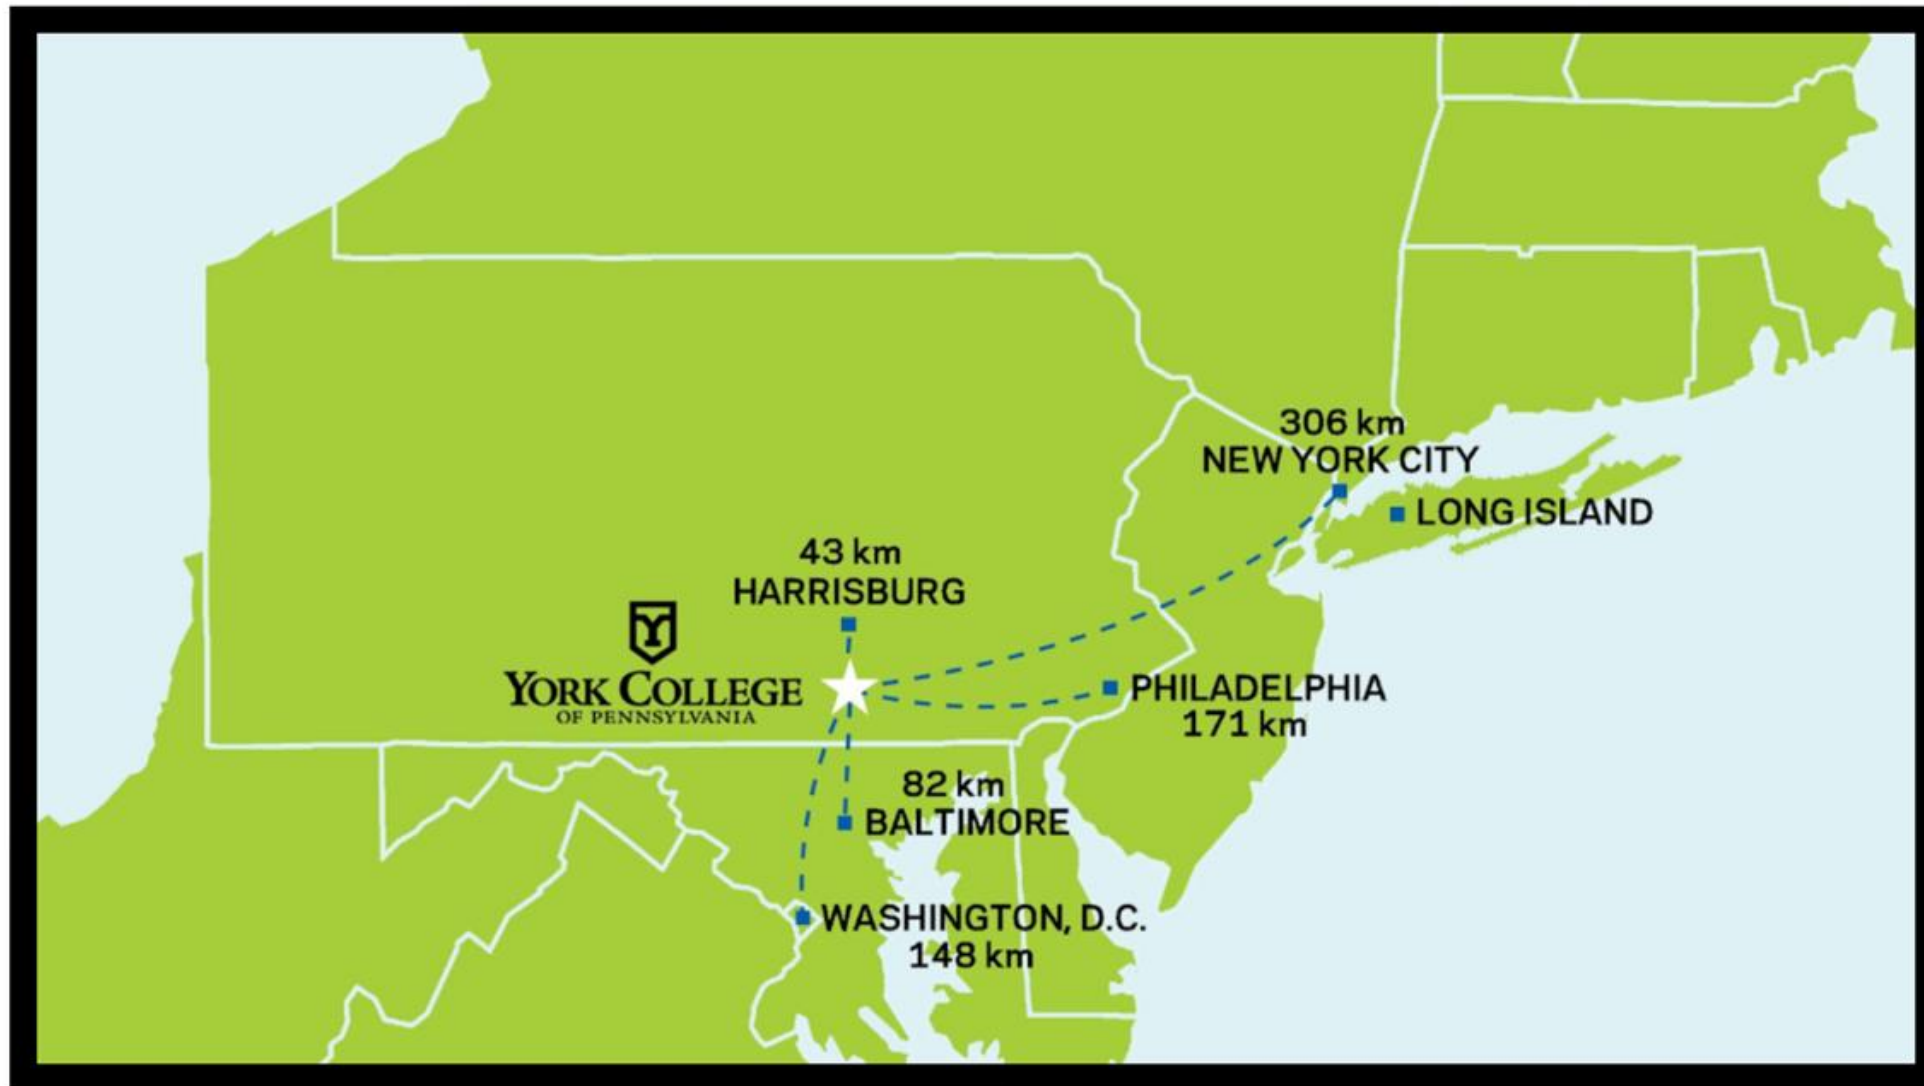 306 km
NEW YORK CITY
LONG ISLAND
43 km
HARRISBURG
YORK COLLEGE
OF PENNSYLVANIA
PHILADELPHIA
171 km
82 km
BALTIMORE
WASHINGTON, D.C.
148 km